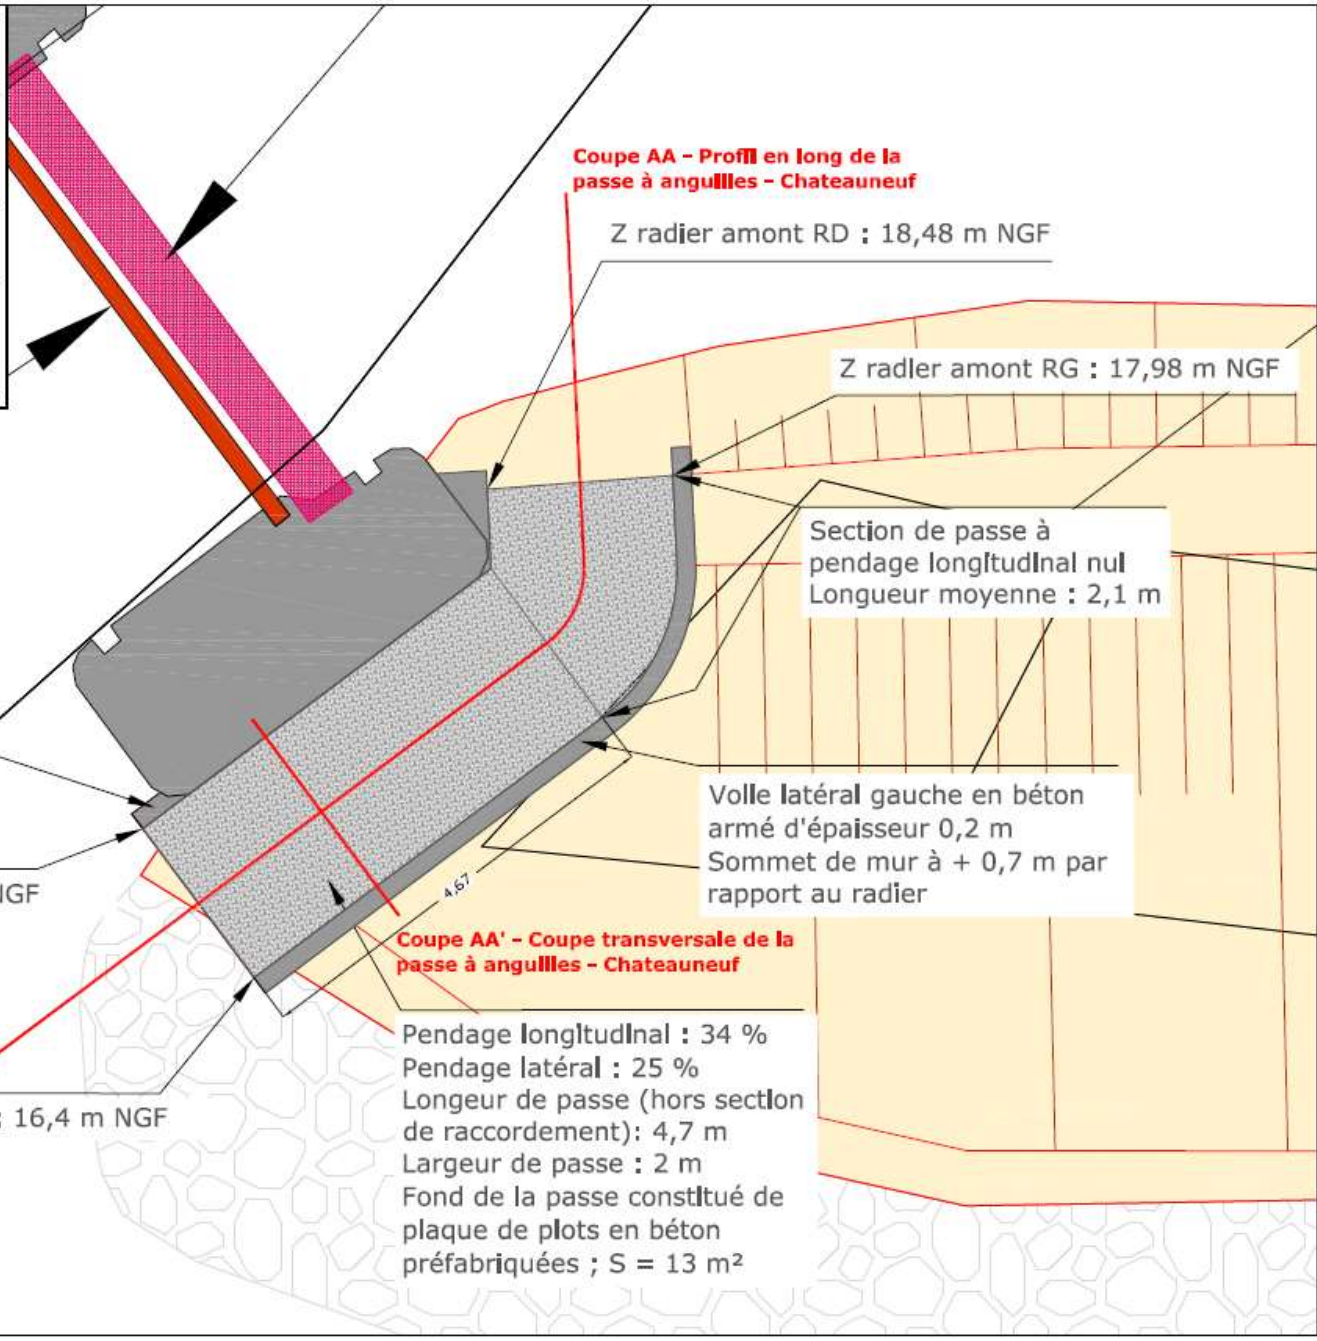 Coupe AA - Profil en long de la
passe à anguilles - Chateauneuf
Z radier amont RD : 18,48 m NGF
Z radier amont RG : 17,98 m NGF
Section de passe à
pendage longitudinal nul
Longueur moyenne : 2,1 m
Voile latéral gauche en béton
armé d'épaisseur 0,2 m
Sommet de mur à + 0,7 m par
rapport au radier
4,67
NGF
Coupe AA' - Coupe transversale de la
passe à anguilles - Chateauneuf
: 16,4 m NGF
Pendage longitudinal : 34 %
Pendage latéral : 25 %
Longeur de passe (hors section
de raccordement): 4,7 m
Largeur de passe : 2 m
Fond de la passe constitué de
plaque de plots en béton
préfabriquées ; S = 13 m²